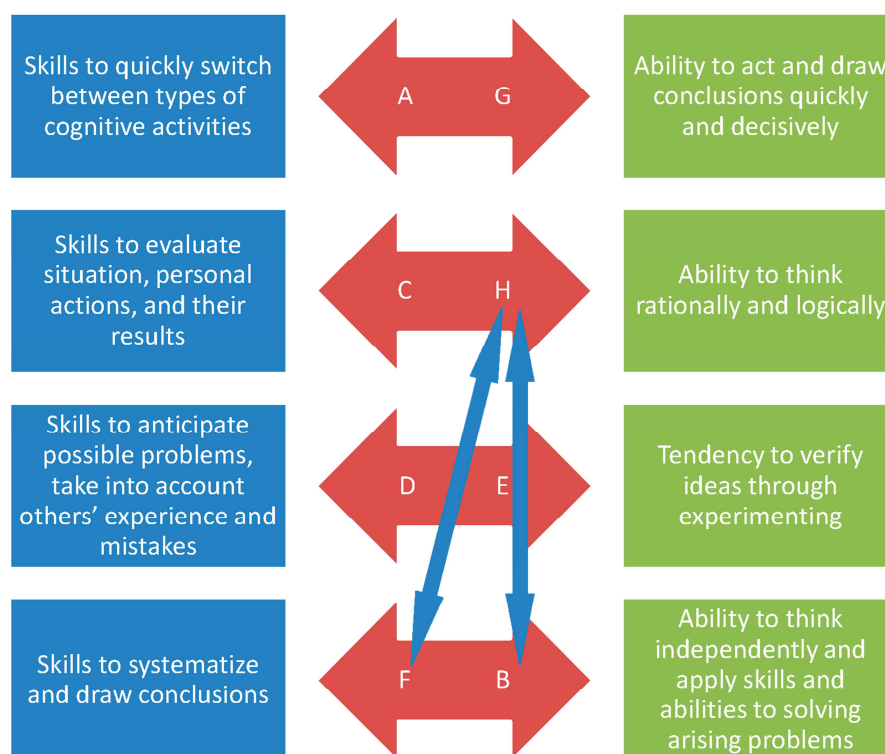 Skills to quickly switch
between types of
cognitive activities
A G
Ability to act and draw
conclusions quickly
and decisively
Skills to evaluate
situation, personal
actions, and their
results
C H
Ability to think
rationally and logically
Skills to anticipate
possible problems,
take into account
others’ experience and
mistakes
D E
Tendency to verify
ideas through
experimenting
Skills to systematize
and draw conclusions
F B
Ability to think
independently and
apply skills and
abilities to solving
arising problems